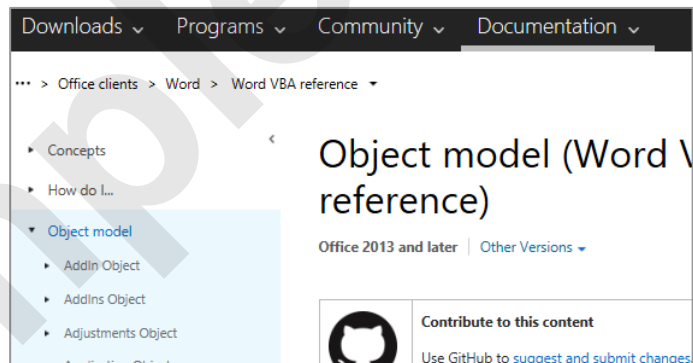 Downloads Programs Community Documentation
... > Office clients > Word > Word VBA reference
Concepts
How do I...
Object model
AddIn Object
AddIns Object
Adjustments Object
Object model (Word
reference)
Office 2013 and later | Other Versions
Contribute to this content
Use GitHub to suggest and submit changes.